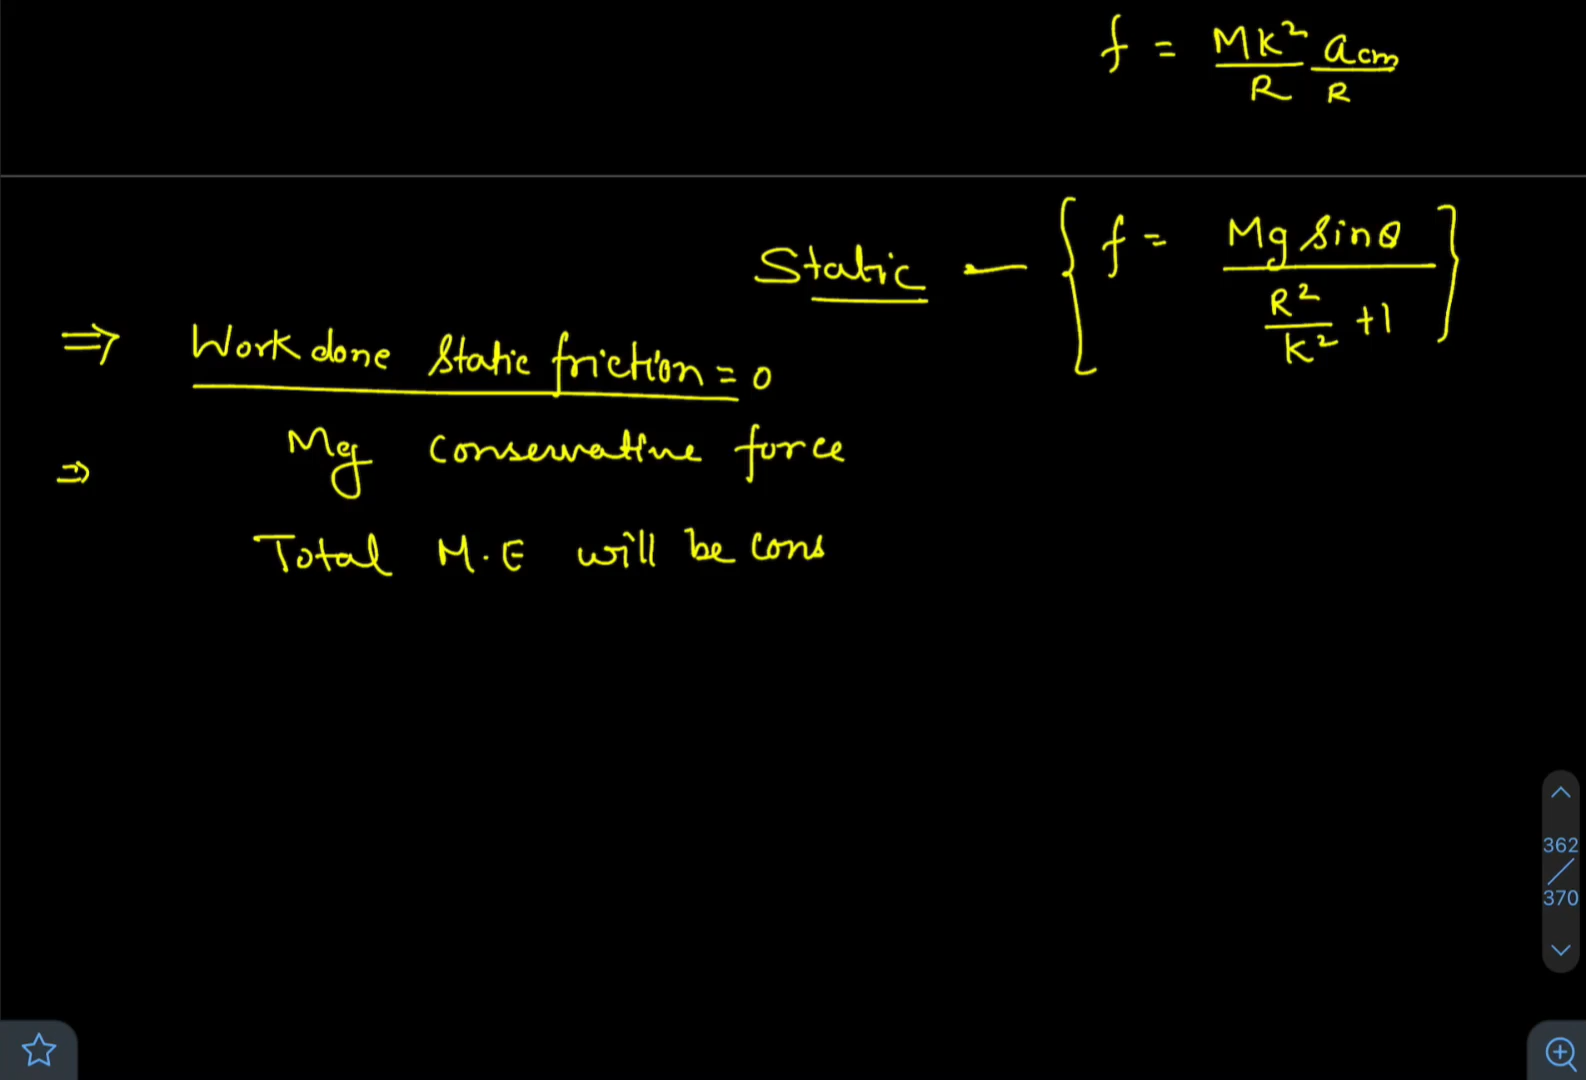 f = MK²/R acm/R
Static — { f = Mg sinθ / (R²/K² + 1) }
⇒ Work done static friction = 0
⇒ Mg conservative force
Total M.E will be cons
362
/
370